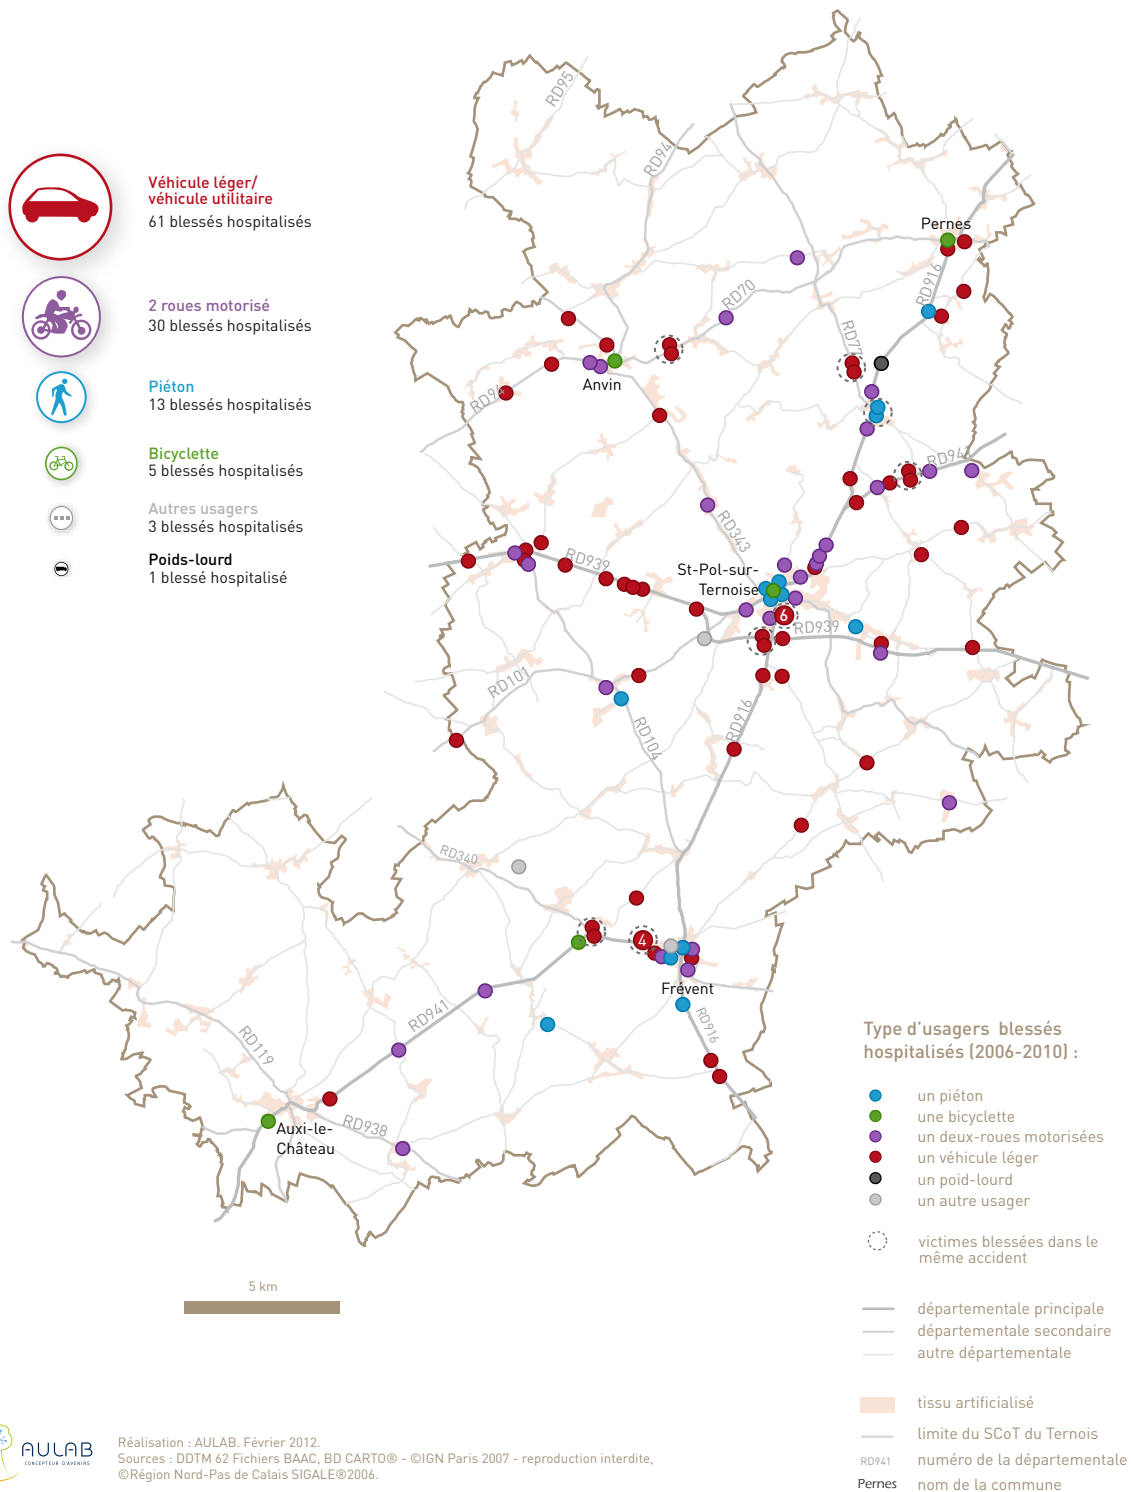 Véhicule léger/
véhicule utilitaire
61 blessés hospitalisés
2 roues motorisé
30 blessés hospitalisés
Piéton
13 blessés hospitalisés
Bicyclette
5 blessés hospitalisés
Autres usagers
3 blessés hospitalisés
Poids-lourd
1 blessé hospitalisé
RD95
RD94
Pernes
RD916
RD70
RD77
Anvin
RD94
RD941
RD343
RD939
St-Pol-sur-
Ternoise
6
RD939
RD101
RD104
RD916
RD340
4
Frévent
RD916
RD941
RD119
Auxi-le-
Château
RD938
5 km
Type d'usagers blessés
hospitalisés (2006-2010) :
un piéton
une bicyclette
un deux-roues motorisées
un véhicule léger
un poid-lourd
un autre usager
victimes blessées dans le
même accident
départementale principale
départementale secondaire
autre départementale
tissu artificialisé
limite du SCoT du Ternois
RD941 numéro de la départementale
Pernes nom de la commune
AULAB
CONCEPTEUR D'AVENIRS
Réalisation : AULAB. Février 2012.
Sources : DDTM 62 Fichiers BAAC, BD CARTO® - ©IGN Paris 2007 - reproduction interdite,
©Région Nord-Pas de Calais SIGALE®2006.